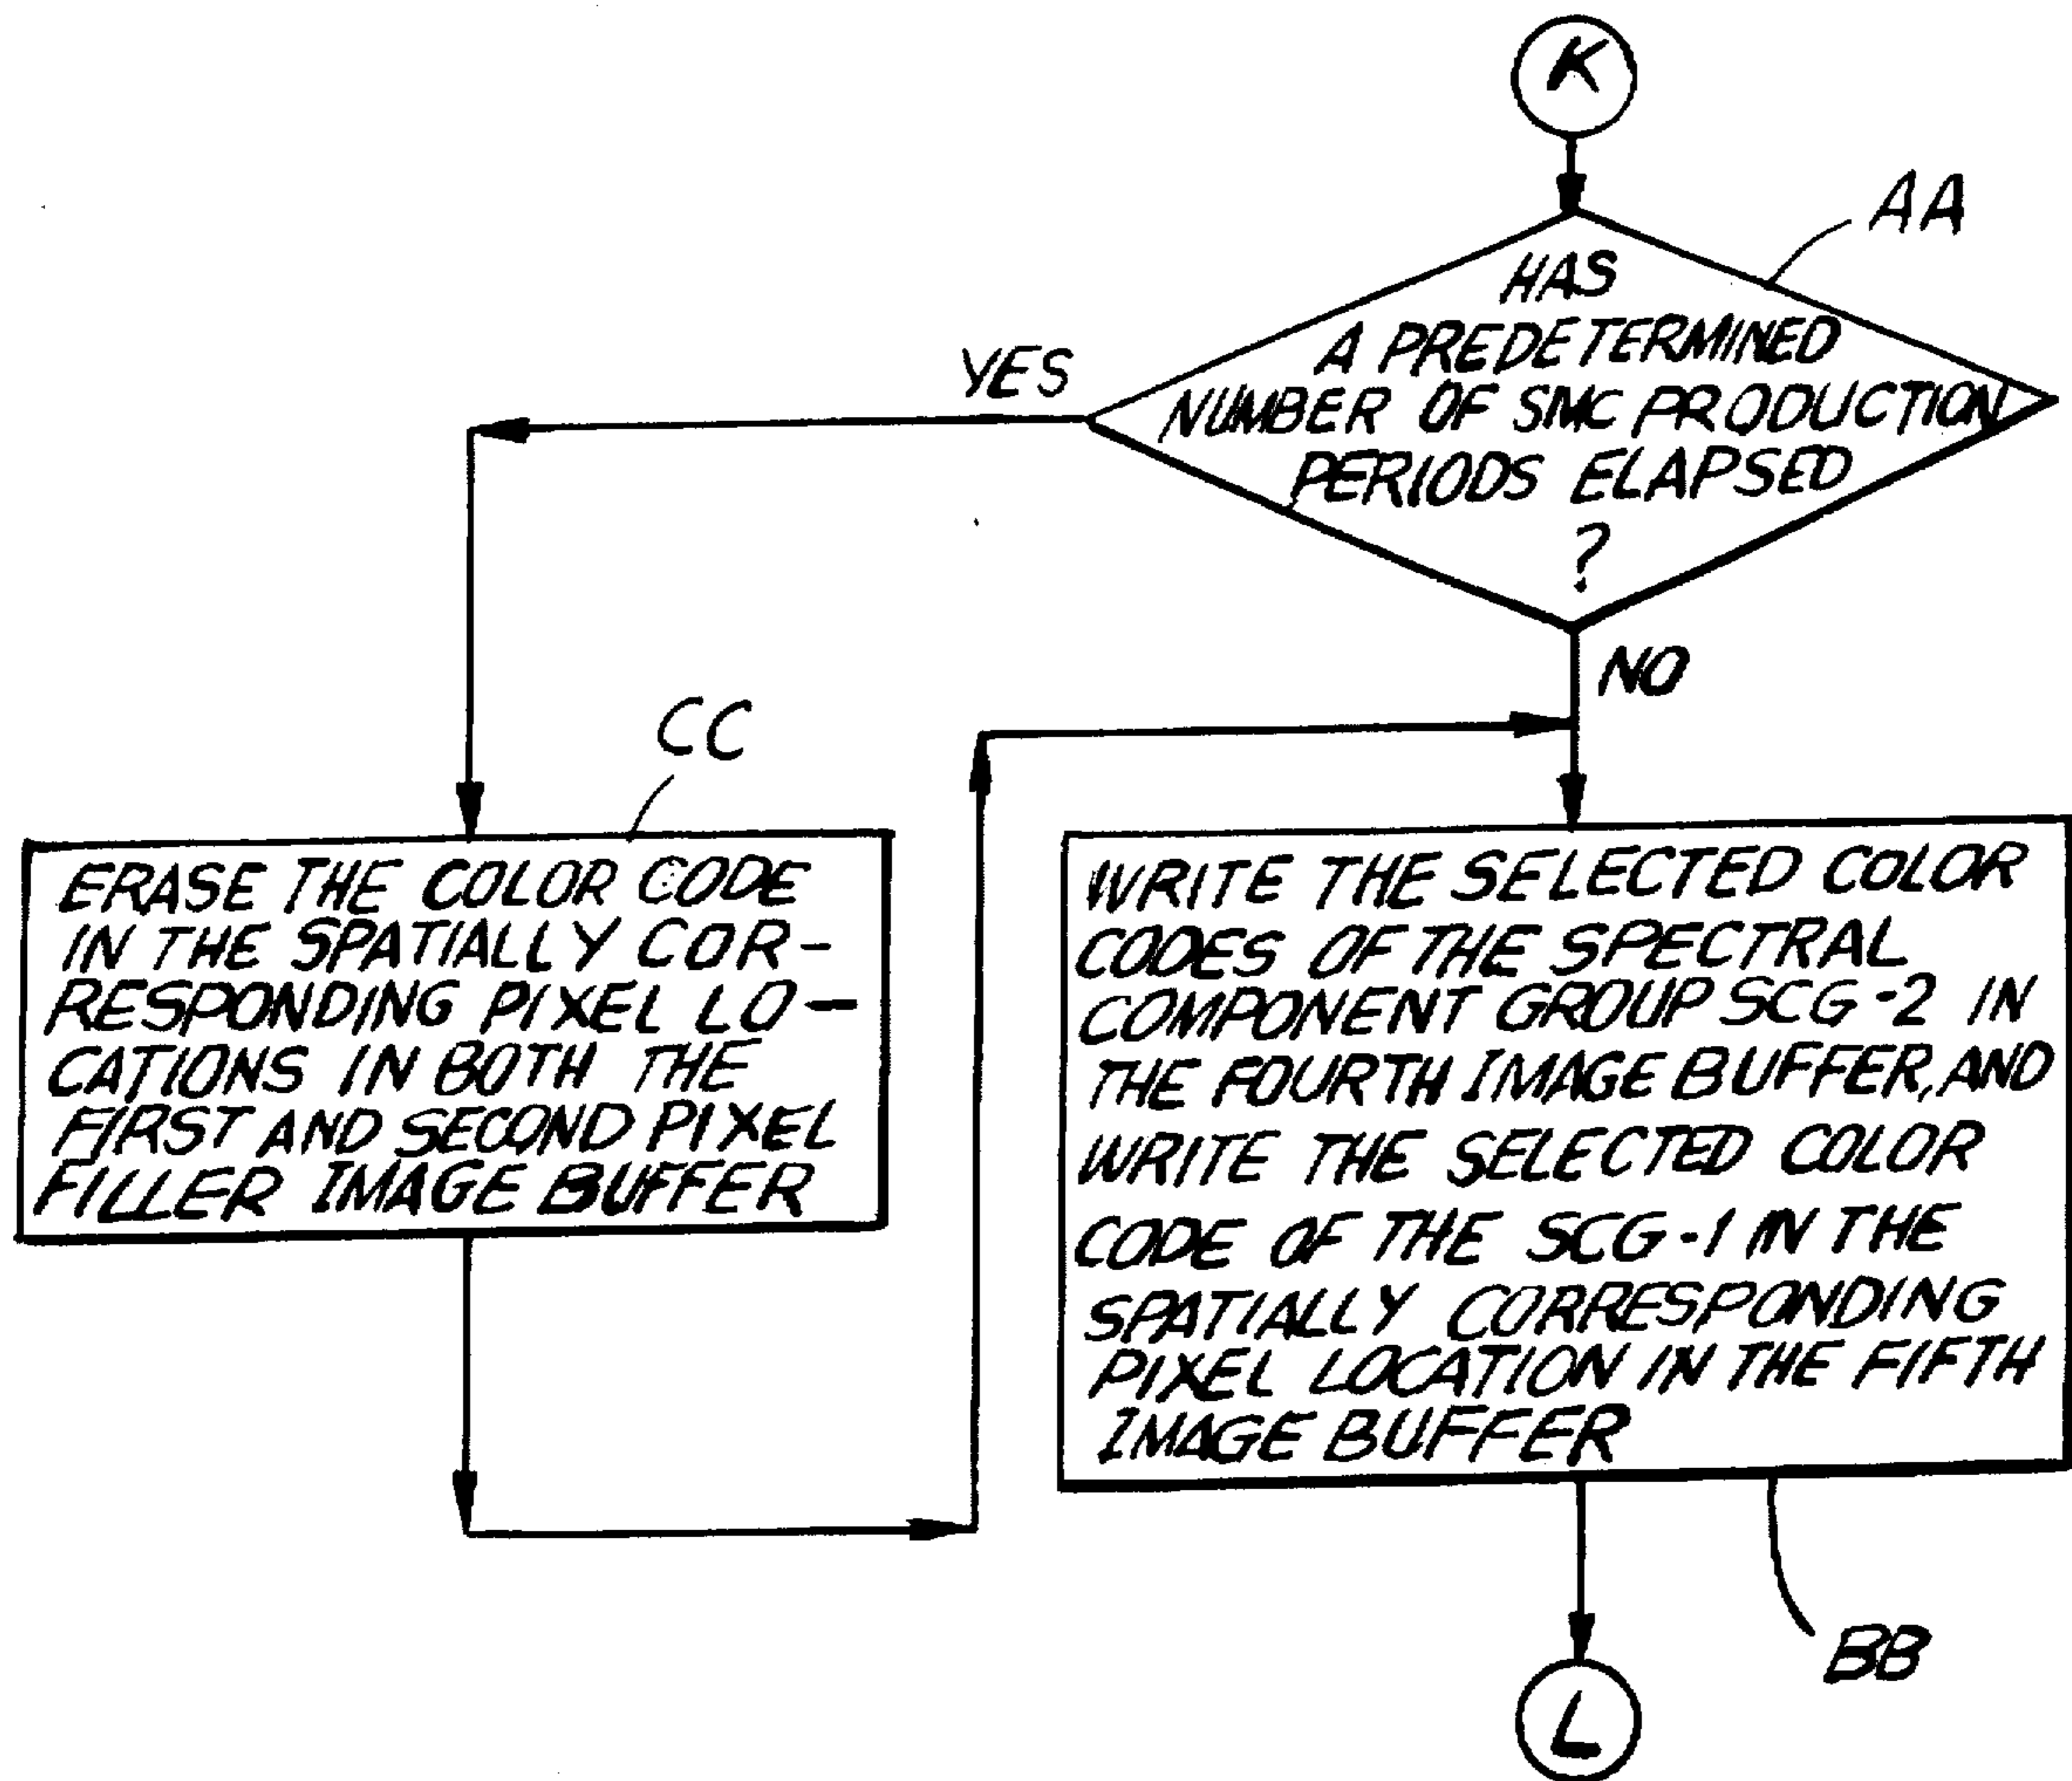 K
AA
HAS
A PREDETERMINED
NUMBER OF SMC PRODUCTION
PERIODS ELAPSED
?
YES
NO
CC
ERASE THE COLOR CODE
IN THE SPATIALLY COR-
RESPONDING PIXEL LO-
CATIONS IN BOTH THE
FIRST AND SECOND PIXEL
FILLER IMAGE BUFFER
WRITE THE SELECTED COLOR
CODES OF THE SPECTRAL
COMPONENT GROUP SCG-2 IN
THE FOURTH IMAGE BUFFER, AND
WRITE THE SELECTED COLOR
CODE OF THE SCG-1 IN THE
SPATIALLY CORRESPONDING
PIXEL LOCATION IN THE FIFTH
IMAGE BUFFER
BB
L